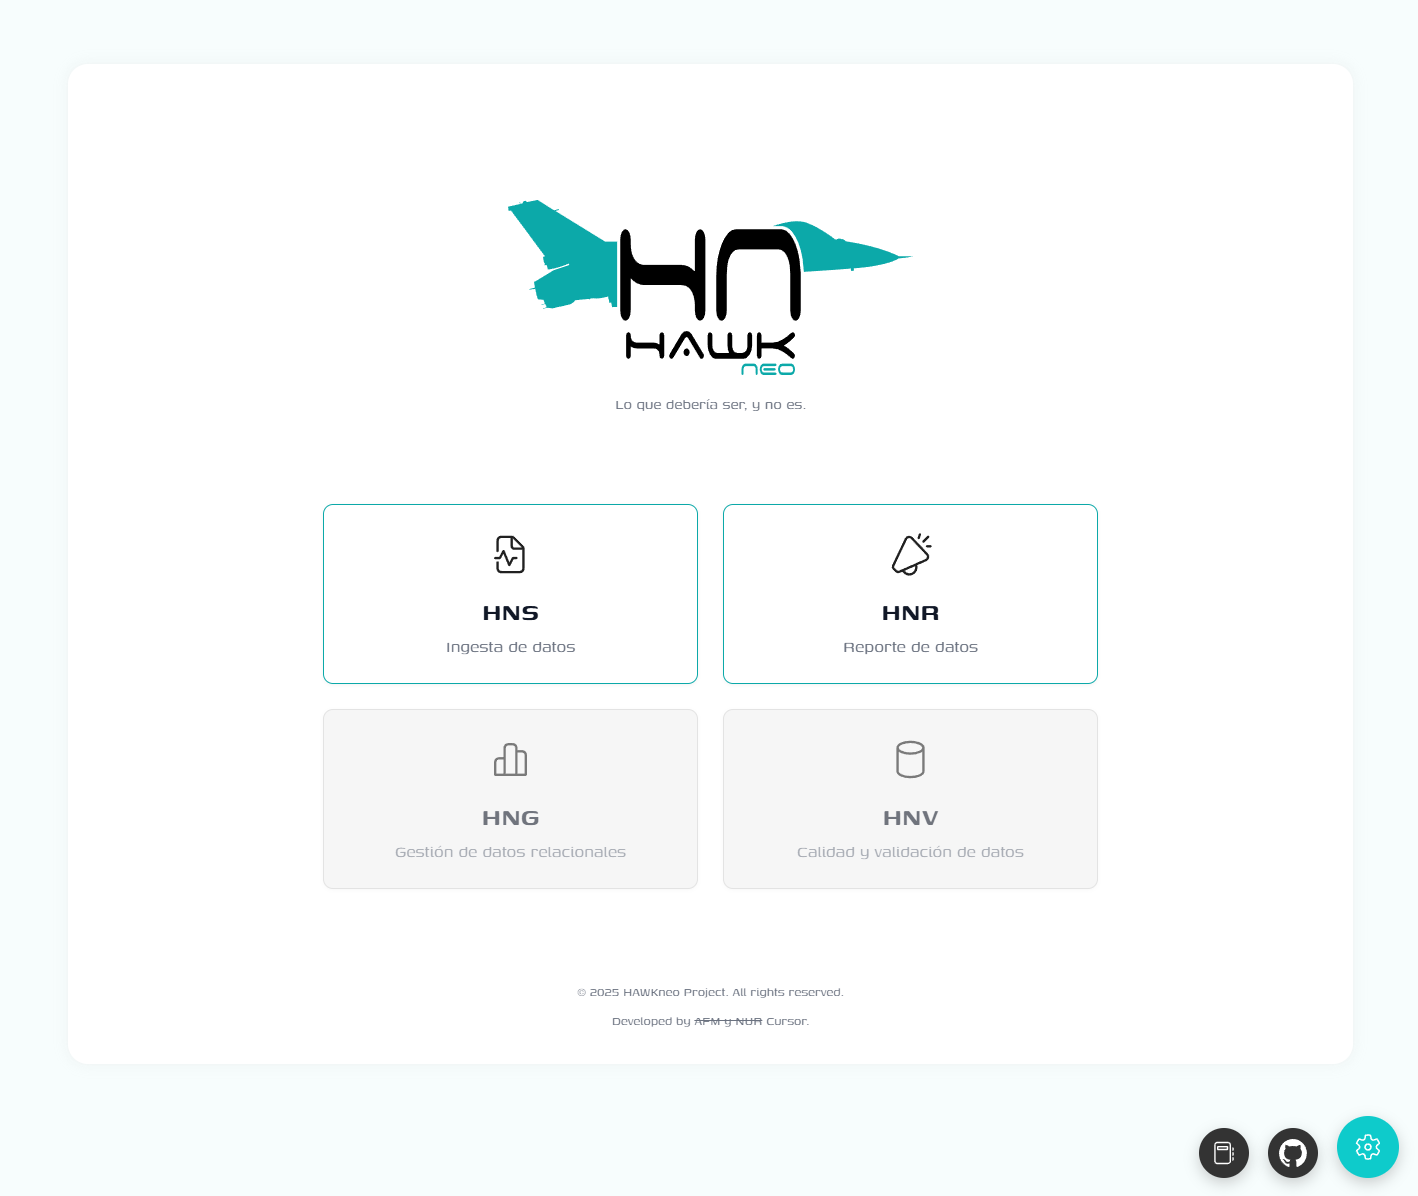 HN
HAWK
neo
Lo que debería ser, y no es.
HNS
Ingesta de datos
HNR
Reporte de datos
HNG
Gestión de datos relacionales
HNV
Calidad y validación de datos
© 2025 HAWKneo Project. All rights reserved.
Developed by AFM y NUR Cursor.